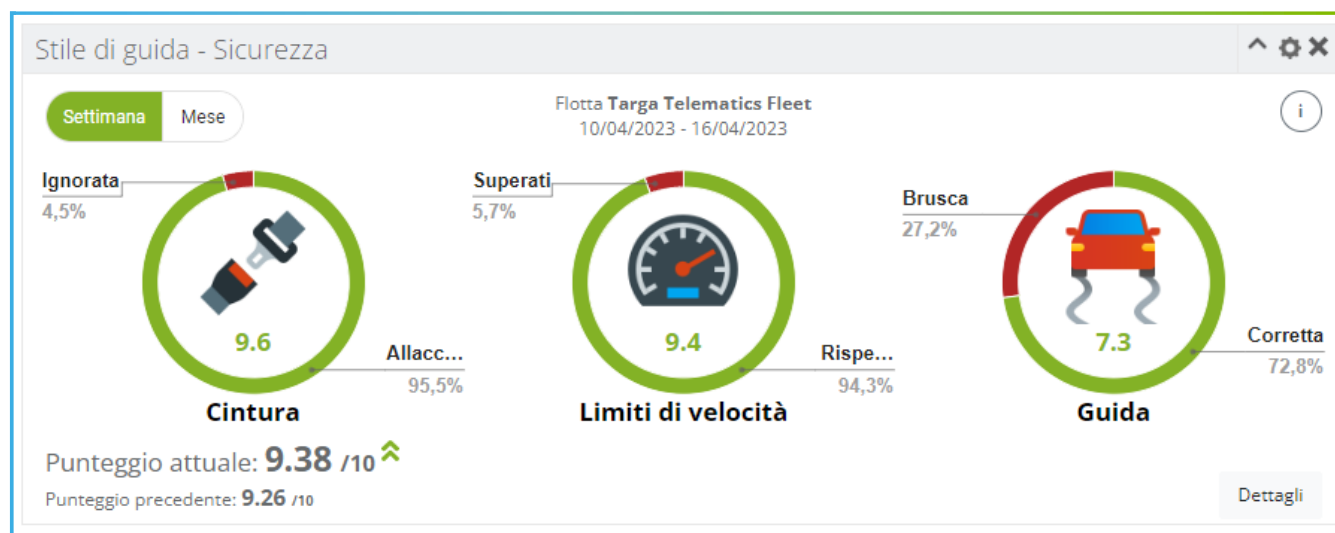 Stile di guida - Sicurezza
Settimana Mese
Flotta Targa Telematics Fleet
10/04/2023 - 16/04/2023
i
Ignorata
4,5%
9.6
Allacc...
95,5%
Cintura
Superati
5,7%
9.4
Rispe...
94,3%
Limiti di velocità
Brusca
27,2%
7.3
Corretta
72,8%
Guida
Punteggio attuale: 9.38 /10
Punteggio precedente: 9.26 /10
Dettagli